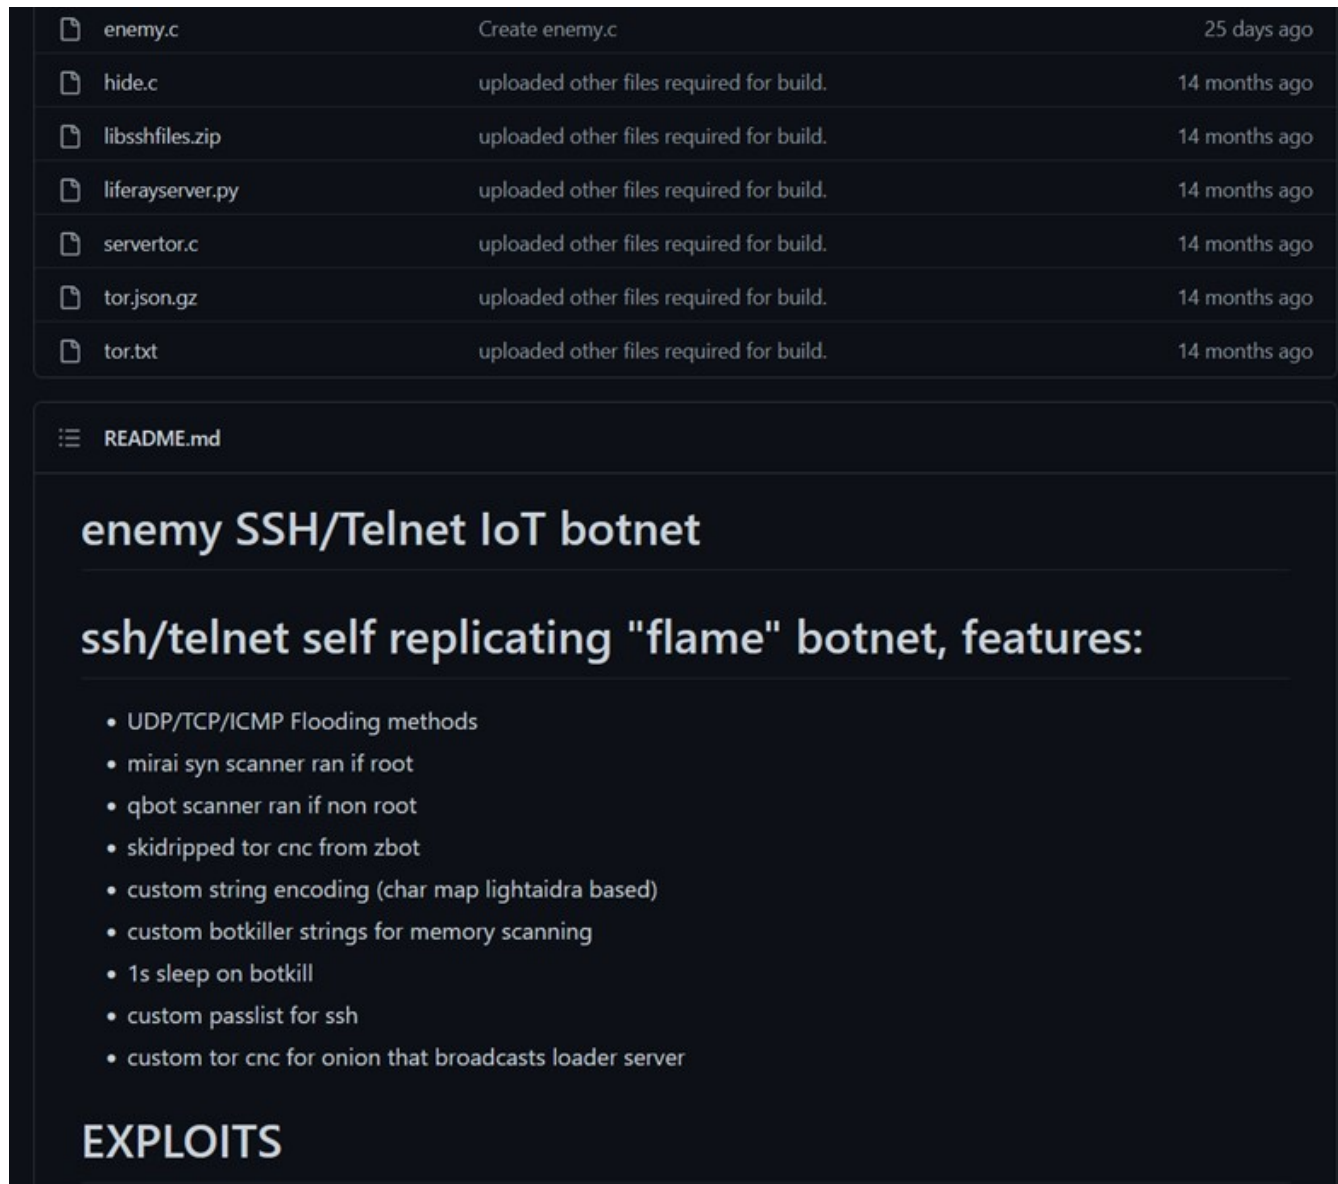 enemy.c Create enemy.c 25 days ago
hide.c uploaded other files required for build. 14 months ago
libsshfiles.zip uploaded other files required for build. 14 months ago
liferayserver.py uploaded other files required for build. 14 months ago
servertor.c uploaded other files required for build. 14 months ago
tor.json.gz uploaded other files required for build. 14 months ago
tor.txt uploaded other files required for build. 14 months ago
README.md
enemy SSH/Telnet IoT botnet
ssh/telnet self replicating "flame" botnet, features:
• UDP/TCP/ICMP Flooding methods
• mirai syn scanner ran if root
• qbot scanner ran if non root
• skidripped tor cnc from zbot
• custom string encoding (char map lightaidra based)
• custom botkiller strings for memory scanning
• 1s sleep on botkill
• custom passlist for ssh
• custom tor cnc for onion that broadcasts loader server
EXPLOITS